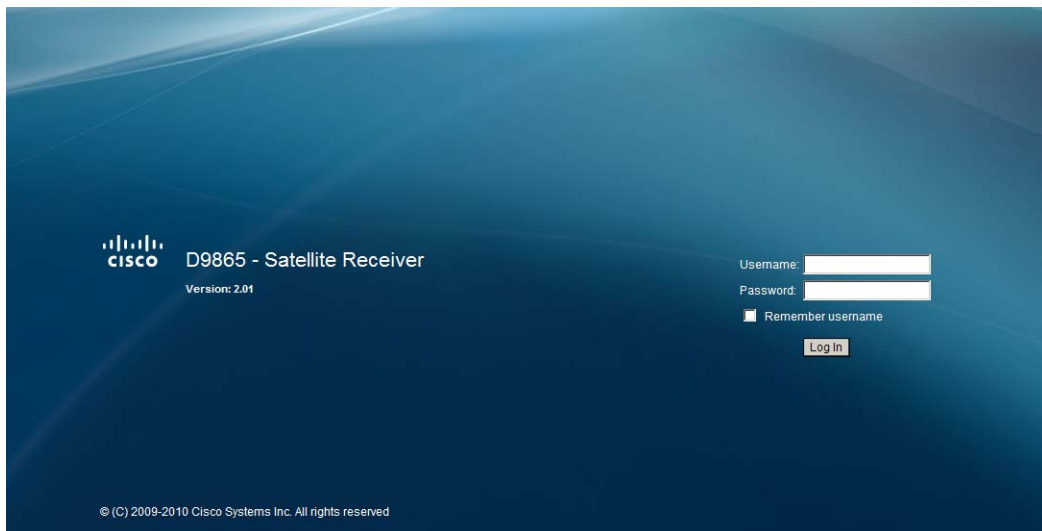 CISCO
D9865 - Satellite Receiver
Version: 2.01
Username:
Password:
Remember username
Log In
© (C) 2009-2010 Cisco Systems Inc. All rights reserved